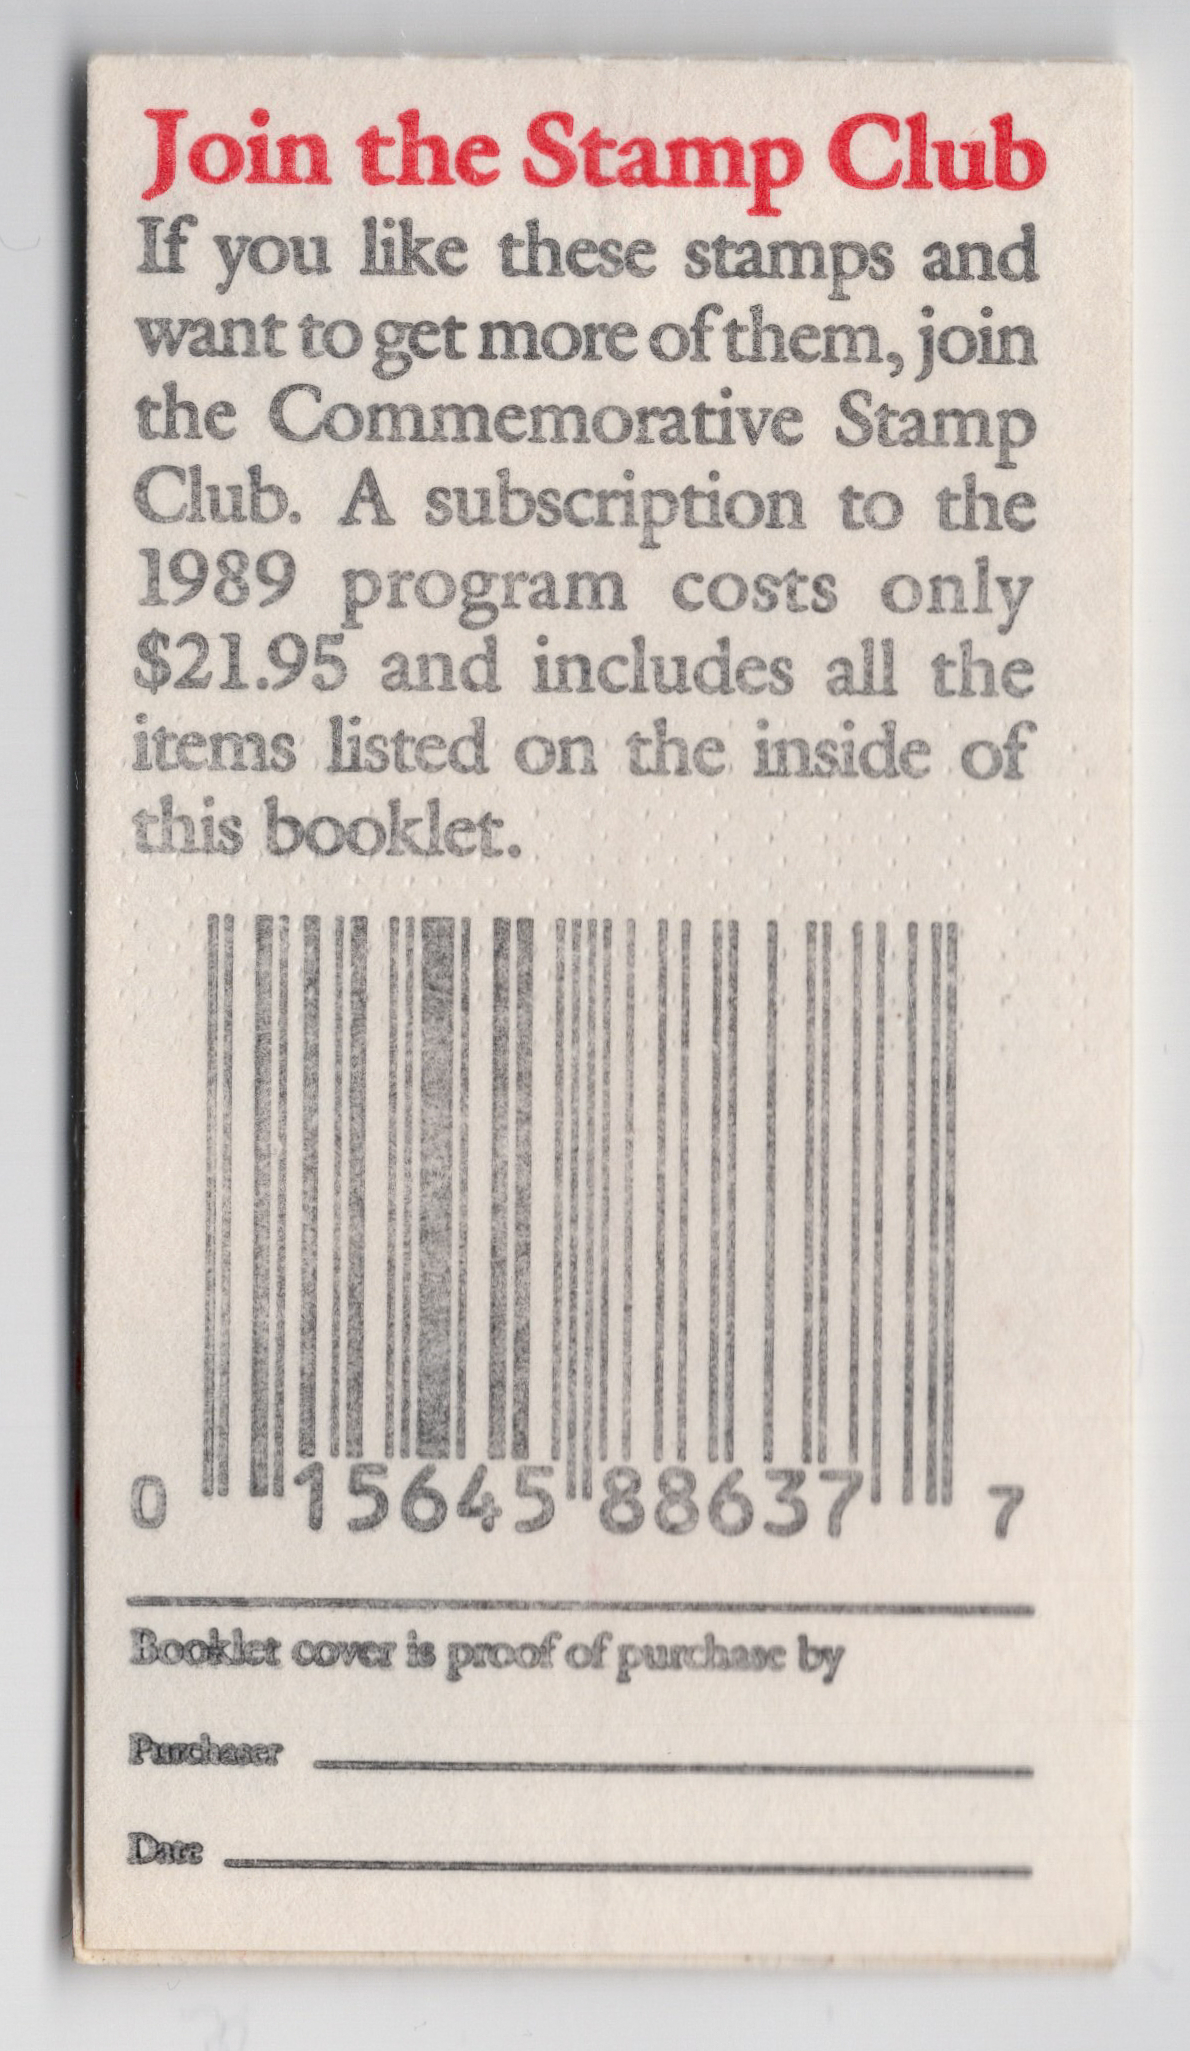 Join the Stamp Club
If you like these stamps and
want to get more of them, join
the Commemorative Stamp
Club. A subscription to the
1989 program costs only
$21.95 and includes all the
items listed on the inside of
this booklet.
0 15645 88637 7
Booklet cover is proof of purchase by
Purchaser
Date